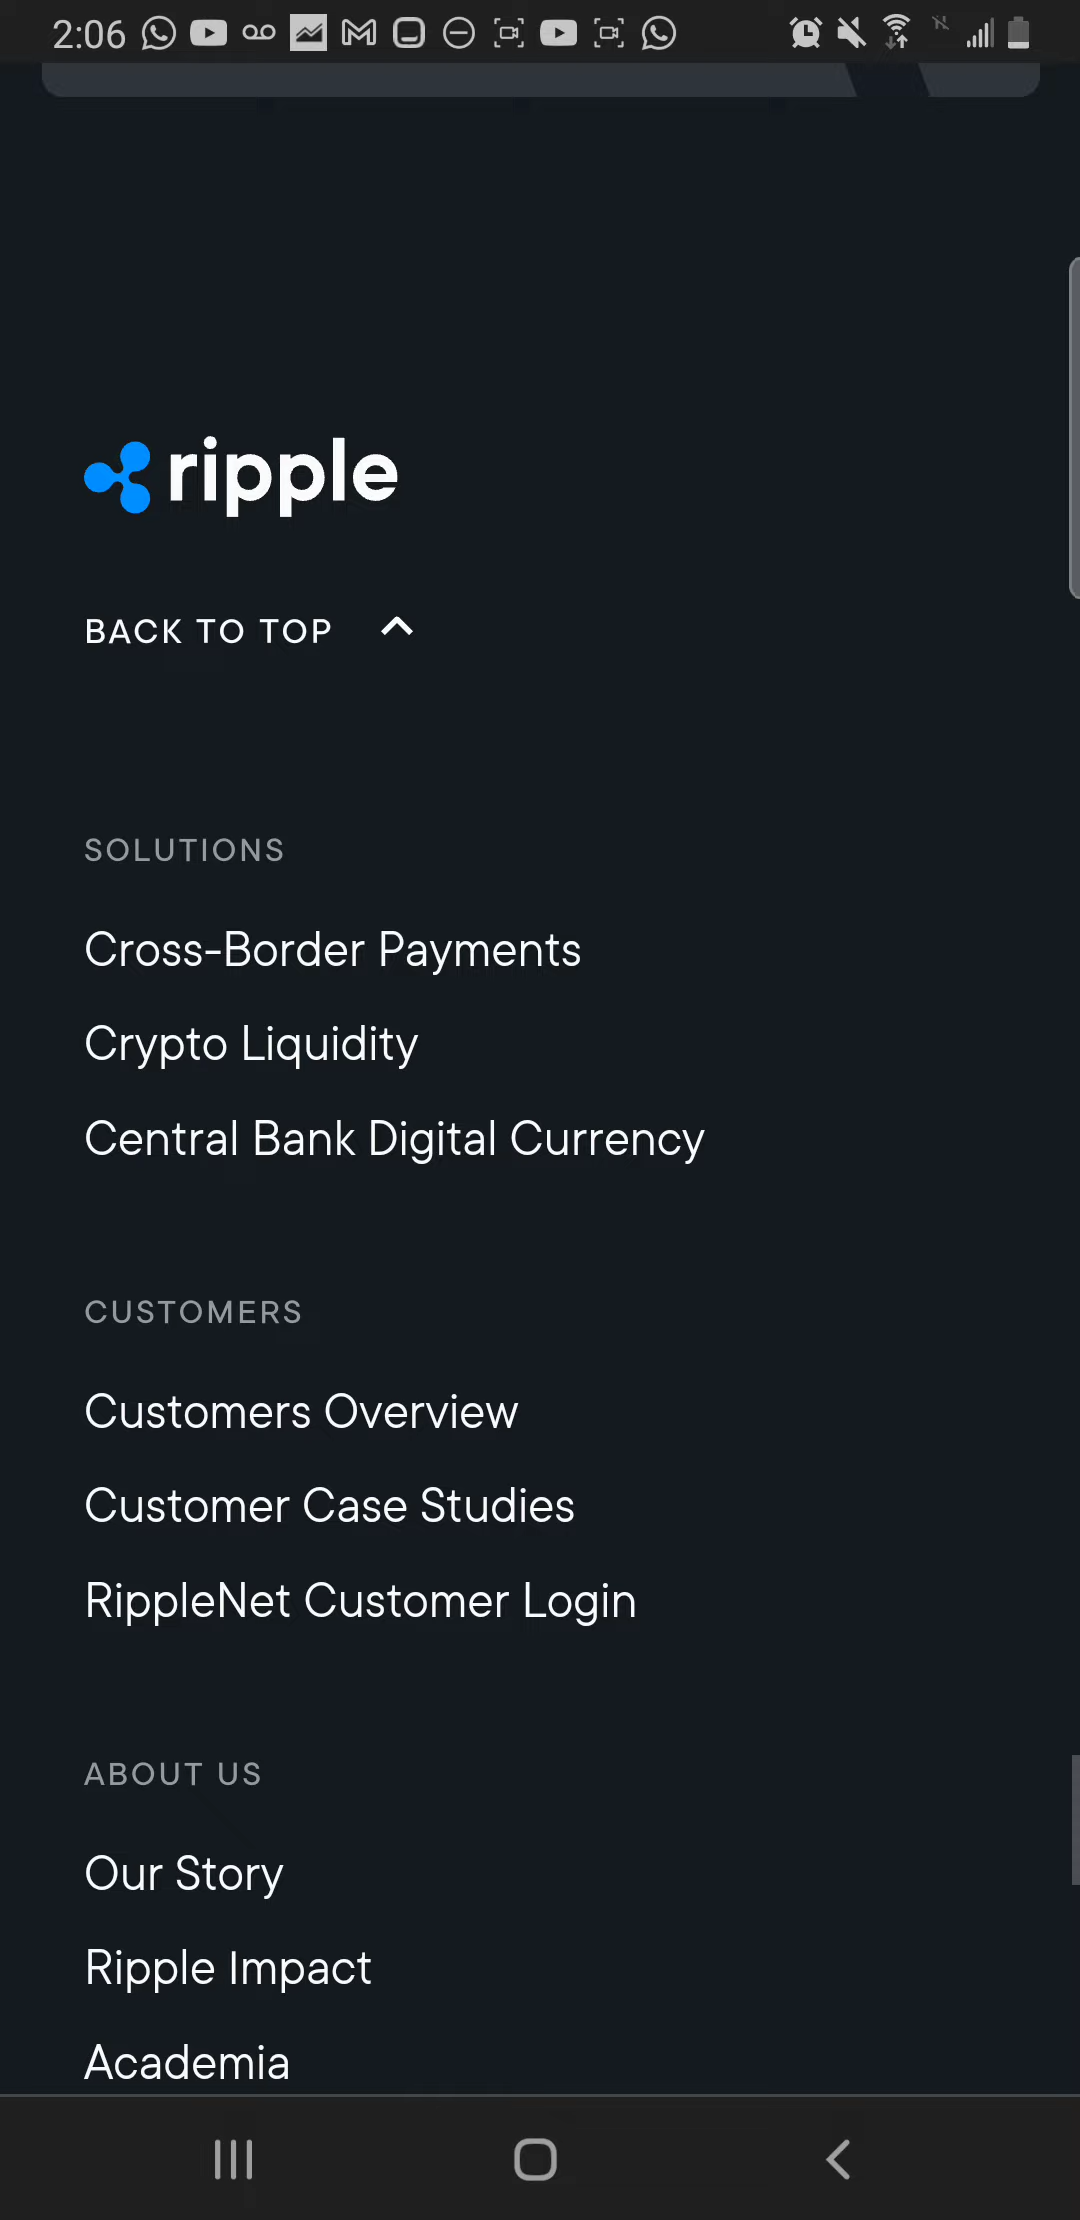 2:06
ripple
BACK TO TOP
SOLUTIONS
Cross-Border Payments
Crypto Liquidity
Central Bank Digital Currency
CUSTOMERS
Customers Overview
Customer Case Studies
RippleNet Customer Login
ABOUT US
Our Story
Ripple Impact
Academia